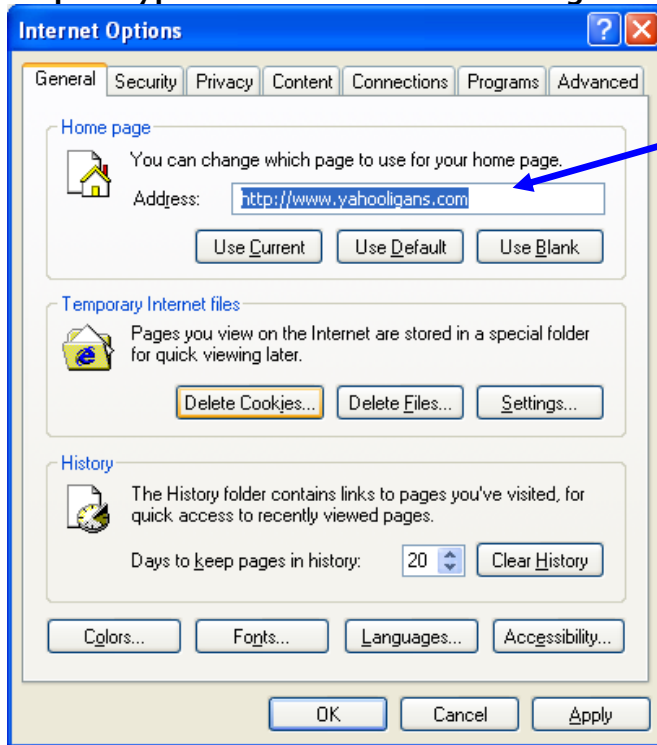 Internet Options
General Security Privacy Content Connections Programs Advanced
Home page
You can change which page to use for your home page.
Address: http://www.yahooligans.com
Use Current Use Default Use Blank
Temporary Internet files
Pages you view on the Internet are stored in a special folder
for quick viewing later.
Delete Cookies... Delete Files... Settings...
History
The History folder contains links to pages you've visited, for
quick access to recently viewed pages.
Days to keep pages in history: 20 Clear History
Colors... Fonts... Languages... Accessibility...
OK Cancel Apply